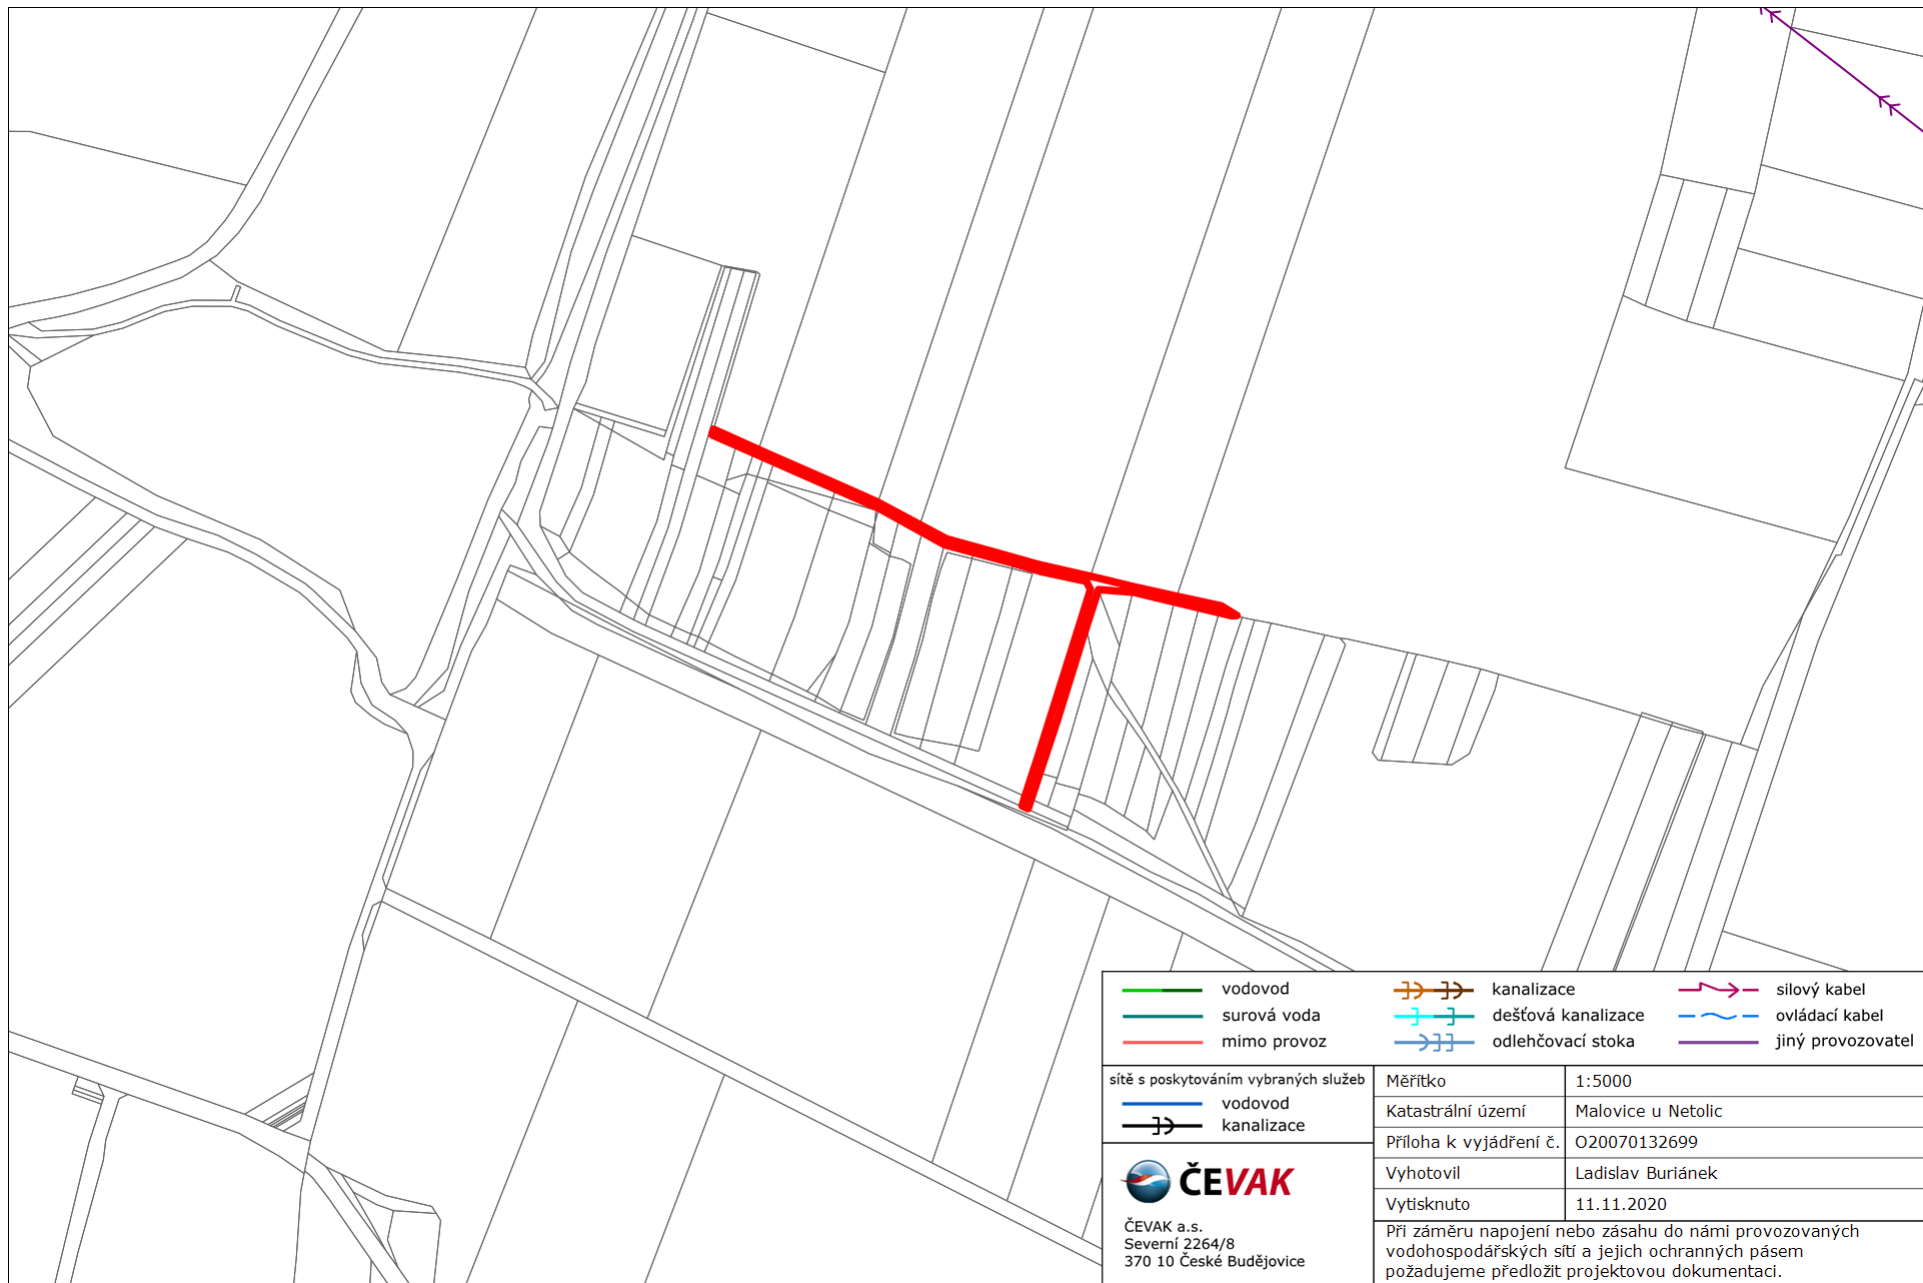 vodovod
surová voda
mimo provoz
kanalizace
dešťová kanalizace
odlehčovací stoka
silový kabel
ovládací kabel
jiný provozovatel
sítě s poskytováním vybraných služeb
vodovod
kanalizace
ČEVAK
ČEVAK a.s.
Severní 2264/8
370 10 České Budějovice
Měřítko 1:5000
Katastrální území Malovice u Netolic
Příloha k vyjádření č. O20070132699
Vyhotovil Ladislav Buriánek
Vytisknuto 11.11.2020
Při záměru napojení nebo zásahu do námi provozovaných
vodohospodářských sítí a jejich ochranných pásem
požadujeme předložit projektovou dokumentaci.